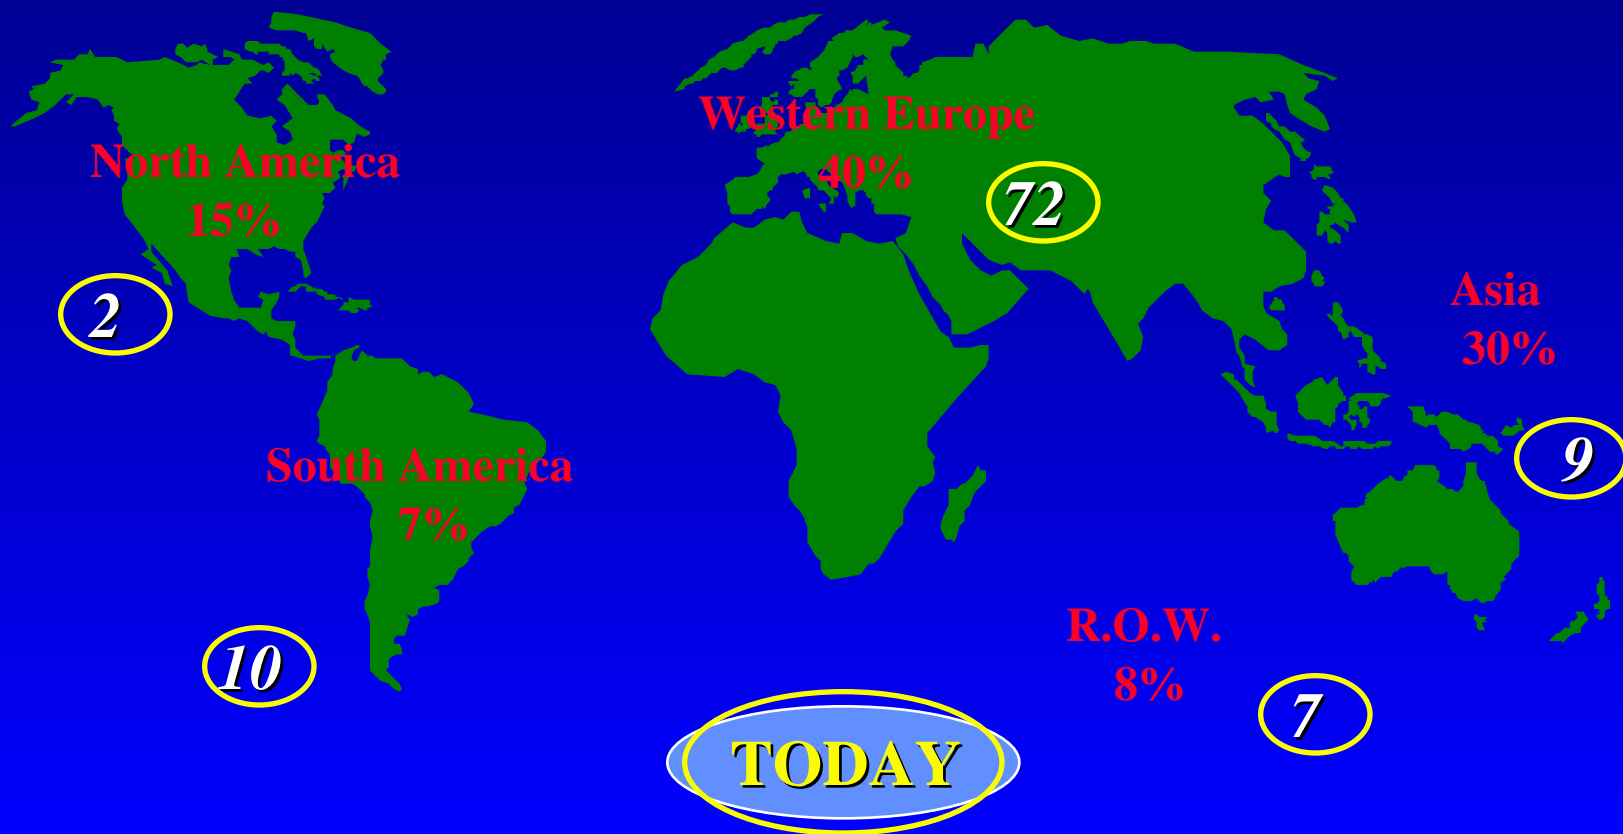 Western Europe
40%
North America
15%
72
2
Asia
30%
9
South America
7%
10
R.O.W.
8%
7
TODAY